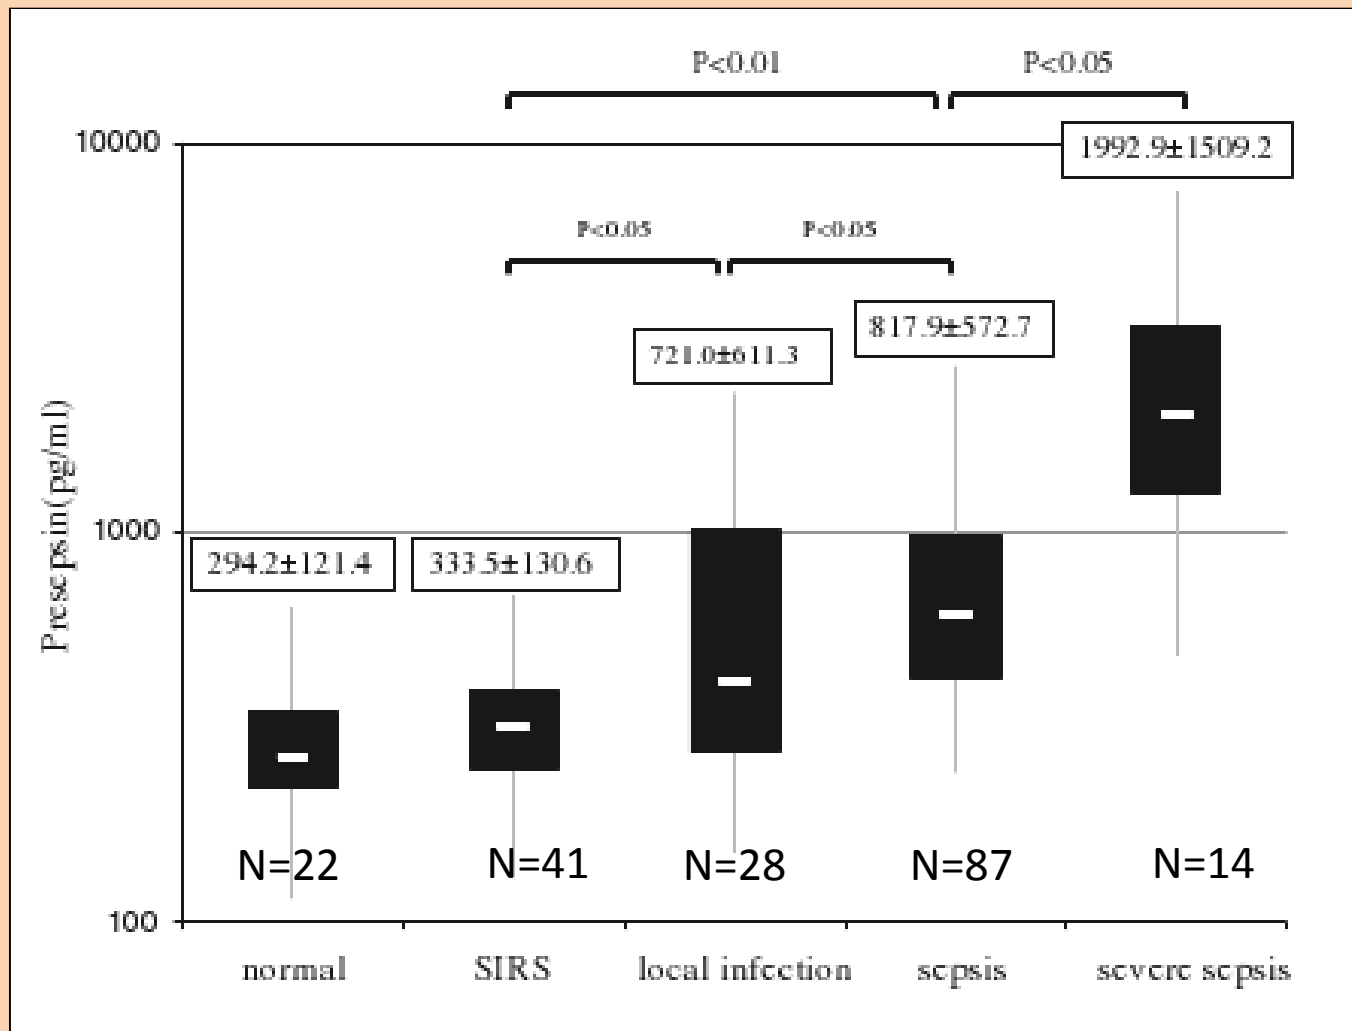 P<0.01
P<0.05
10000
1992.9±1509.2
P<0.05
P<0.05
817.9±572.7
721.0±611.3
Presepsin(pg/ml)
1000
294.2±121.4
333.5±130.6
N=22
N=41
N=28
N=87
N=14
100
normal
SIRS
local infection
sepsis
severe sepsis